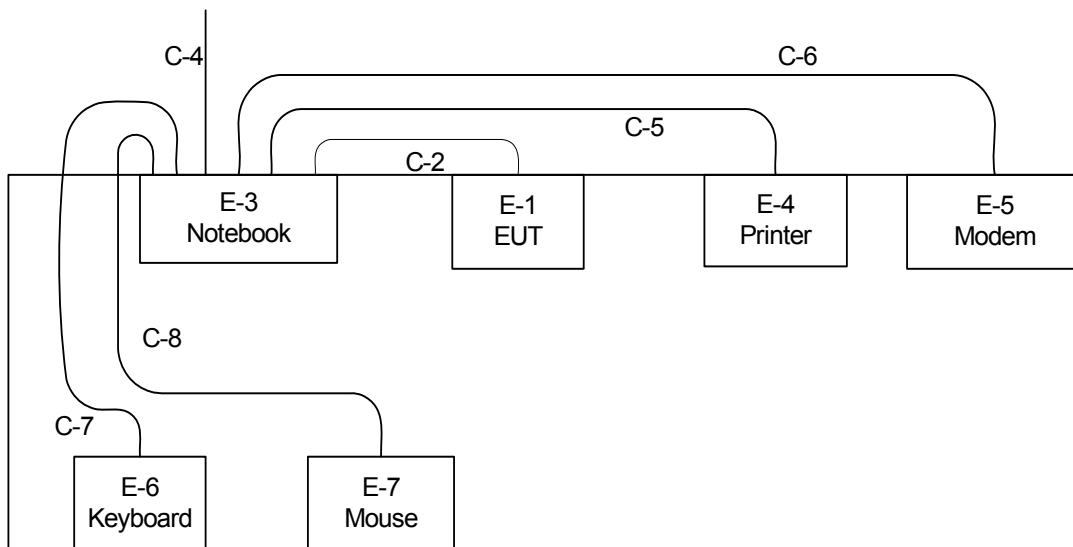 C-4
C-6
C-5
C-2
E-3
Notebook
E-1
EUT
E-4
Printer
E-5
Modem
C-8
C-7
E-6
Keyboard
E-7
Mouse